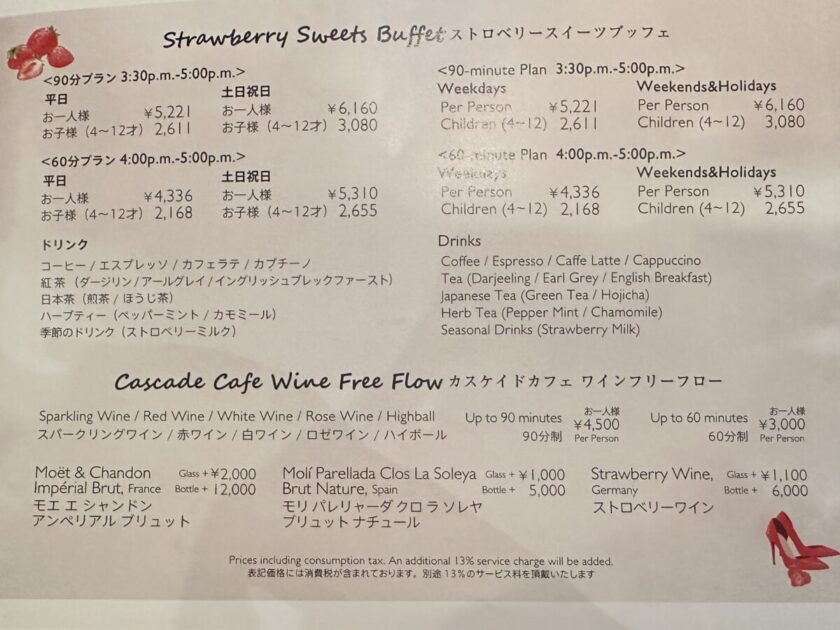 Strawberry Sweets Buffet ストロベリースイーツブッフェ
<90分プラン 3:30p.m.-5:00p.m.>
平日 土日祝日
お一人様 ¥5,221 お一人様 ¥6,160
お子様（4〜12才） 2,611 お子様（4〜12才） 3,080
<60分プラン 4:00p.m.-5:00p.m.>
平日 土日祝日
お一人様 ¥4,336 お一人様 ¥5,310
お子様（4〜12才） 2,168 お子様（4〜12才） 2,655
ドリンク
コーヒー / エスプレッソ / カフェラテ / カプチーノ
紅茶 （ダージリン / アールグレイ / イングリッシュブレックファースト）
日本茶（煎茶 / ほうじ茶）
ハーブティー（ペッパーミント / カモミール）
季節のドリンク（ストロベリーミルク）
<90-minute Plan 3:30p.m.-5:00p.m.>
Weekdays Weekends&Holidays
Per Person ¥5,221 Per Person ¥6,160
Children (4~12) 2,611 Children (4~12) 3,080
<60-minute Plan 4:00p.m.-5:00p.m.>
Weekdays Weekends&Holidays
Per Person ¥4,336 Per Person ¥5,310
Children (4~12) 2,168 Children (4~12) 2,655
Drinks
Coffee / Espresso / Caffe Latte / Cappuccino
Tea (Darjeeling / Earl Grey / English Breakfast)
Japanese Tea (Green Tea / Hojicha)
Herb Tea (Pepper Mint / Chamomile)
Seasonal Drinks (Strawberry Milk)
Cascade Cafe Wine Free Flow カスケイドカフェ ワインフリーフロー
Sparkling Wine / Red Wine / White Wine / Rose Wine / Highball
スパークリングワイン / 赤ワイン / 白ワイン / ロゼワイン / ハイボール
Up to 90 minutes お一人様 ¥4,500
90分制 Per Person
Up to 60 minutes お一人様 ¥3,000
60分制 Per Person
Moët & Chandon Glass + ¥2,000
Impérial Brut, France Bottle + 12,000
モエ エ シャンドン
アンペリアル ブリュット
Molí Parellada Clos La Soleya Glass + ¥1,000
Brut Nature, Spain Bottle + 5,000
モリ パレリャーダ クロ ラ ソレヤ
ブリュット ナチュール
Strawberry Wine, Glass + ¥1,100
Germany Bottle + 6,000
ストロベリーワイン
Prices including consumption tax. An additional 13% service charge will be added.
表記価格には消費税が含まれております。別途 13%のサービス料を頂戴いたします